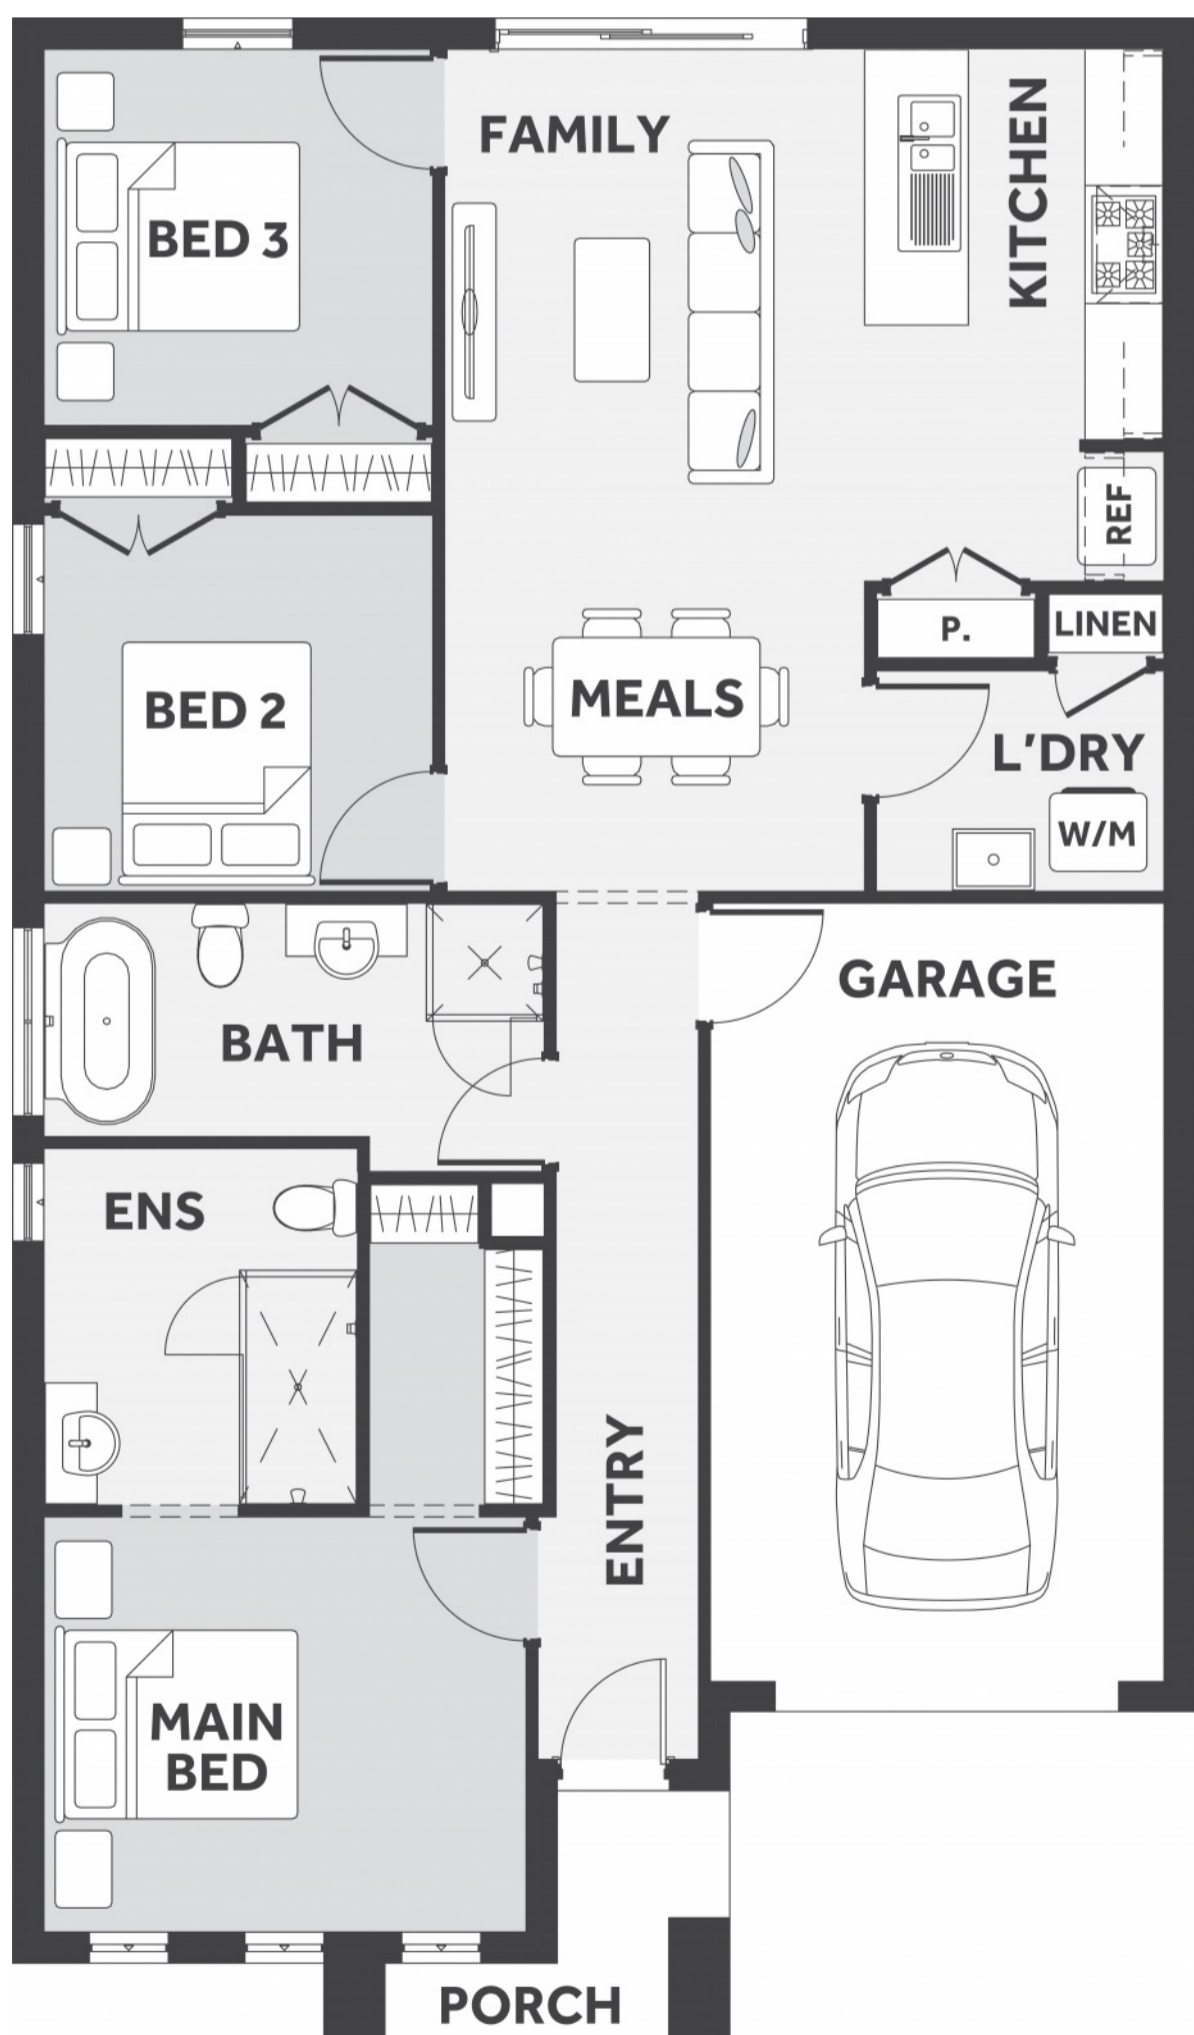 FAMILY
KITCHEN
BED 3
REF
P.
LINEN
BED 2
MEALS
L'DRY
W/M
GARAGE
BATH
ENS
ENTRY
MAIN
BED
PORCH